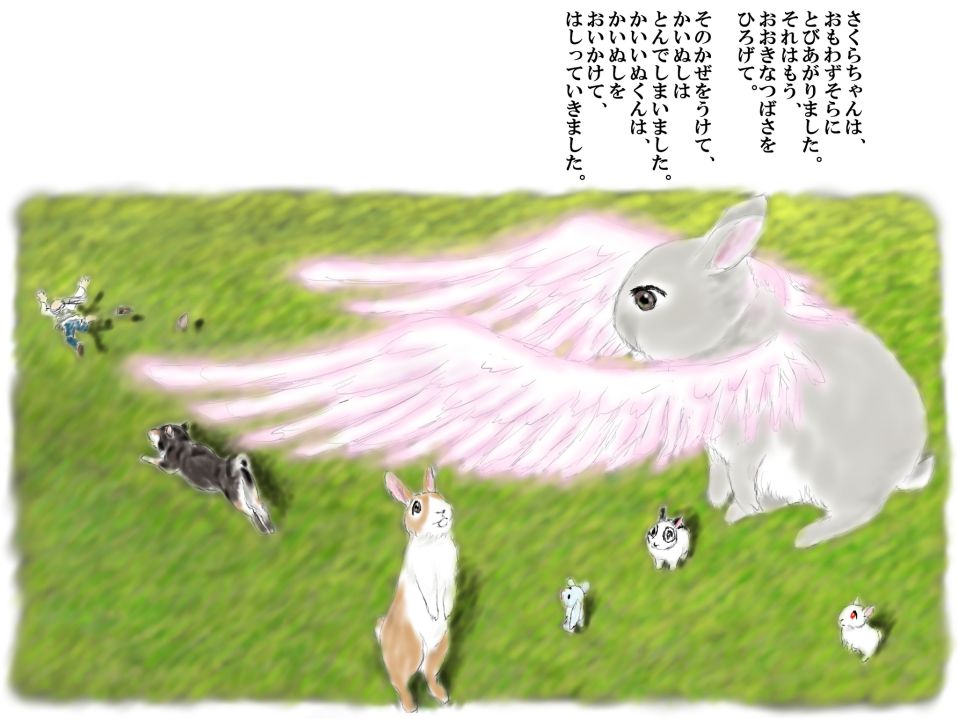 さくらちゃんは、
おもわずそらに
とびあがりました。
それはもう、
おおきなつばさを
ひろげて。
そのかぜをうけて、
かいぬしは
とんでしまいました。
かいいぬくんは、
かいぬしを
おいかけて、
はしっていきました。